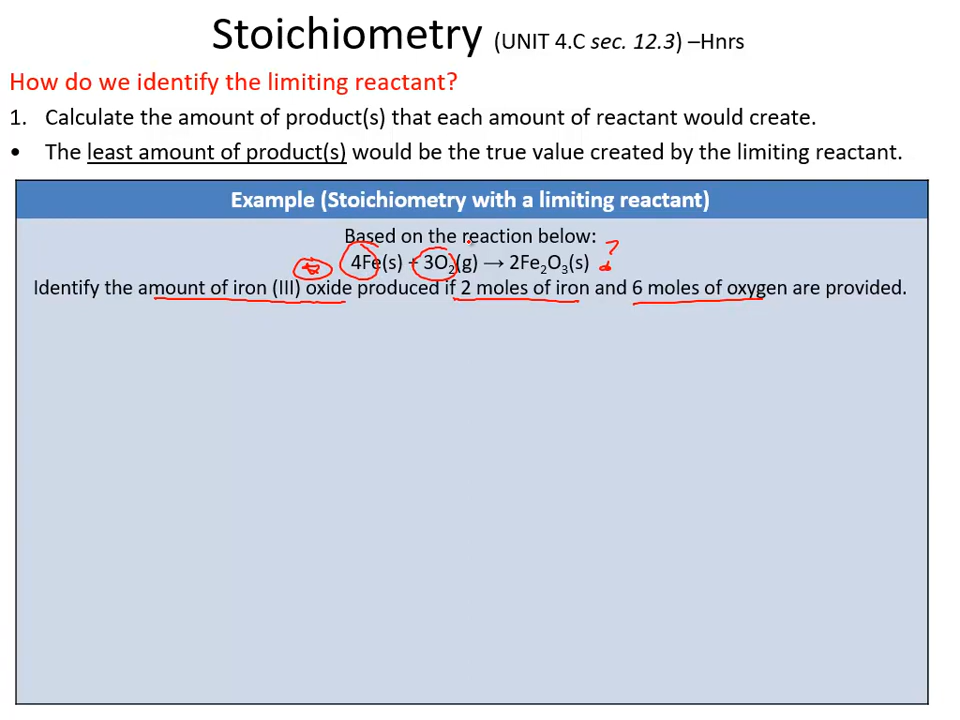 Stoichiometry (UNIT 4.C sec. 12.3) –Hnrs
How do we identify the limiting reactant?
1. Calculate the amount of product(s) that each amount of reactant would create.
• The least amount of product(s) would be the true value created by the limiting reactant.
Example (Stoichiometry with a limiting reactant)
Based on the reaction below:
4Fe(s) + 3O₂(g) → 2Fe₂O₃(s) ?
Identify the amount of iron (III) oxide produced if 2 moles of iron and 6 moles of oxygen are provided.